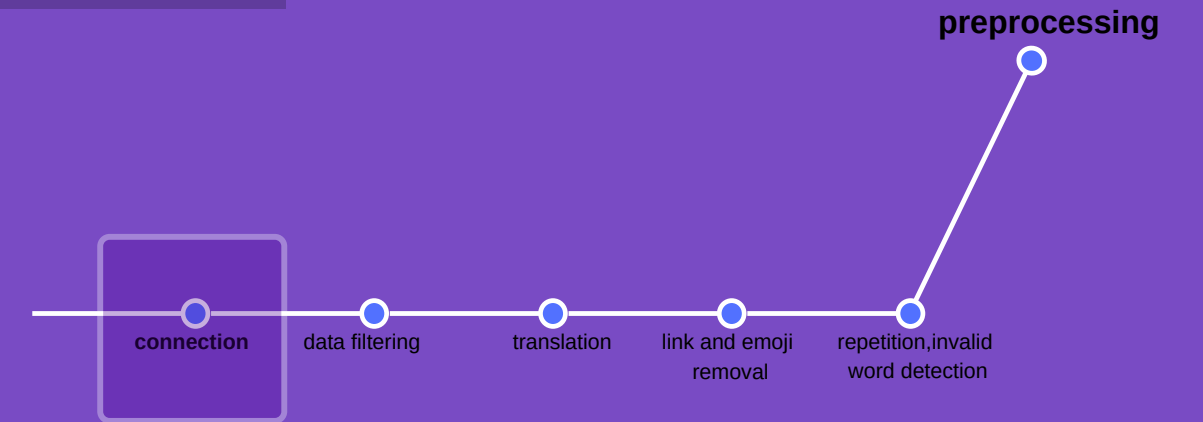 preprocessing
connection
data filtering
translation
link and emoji
removal
repetition,invalid
word detection